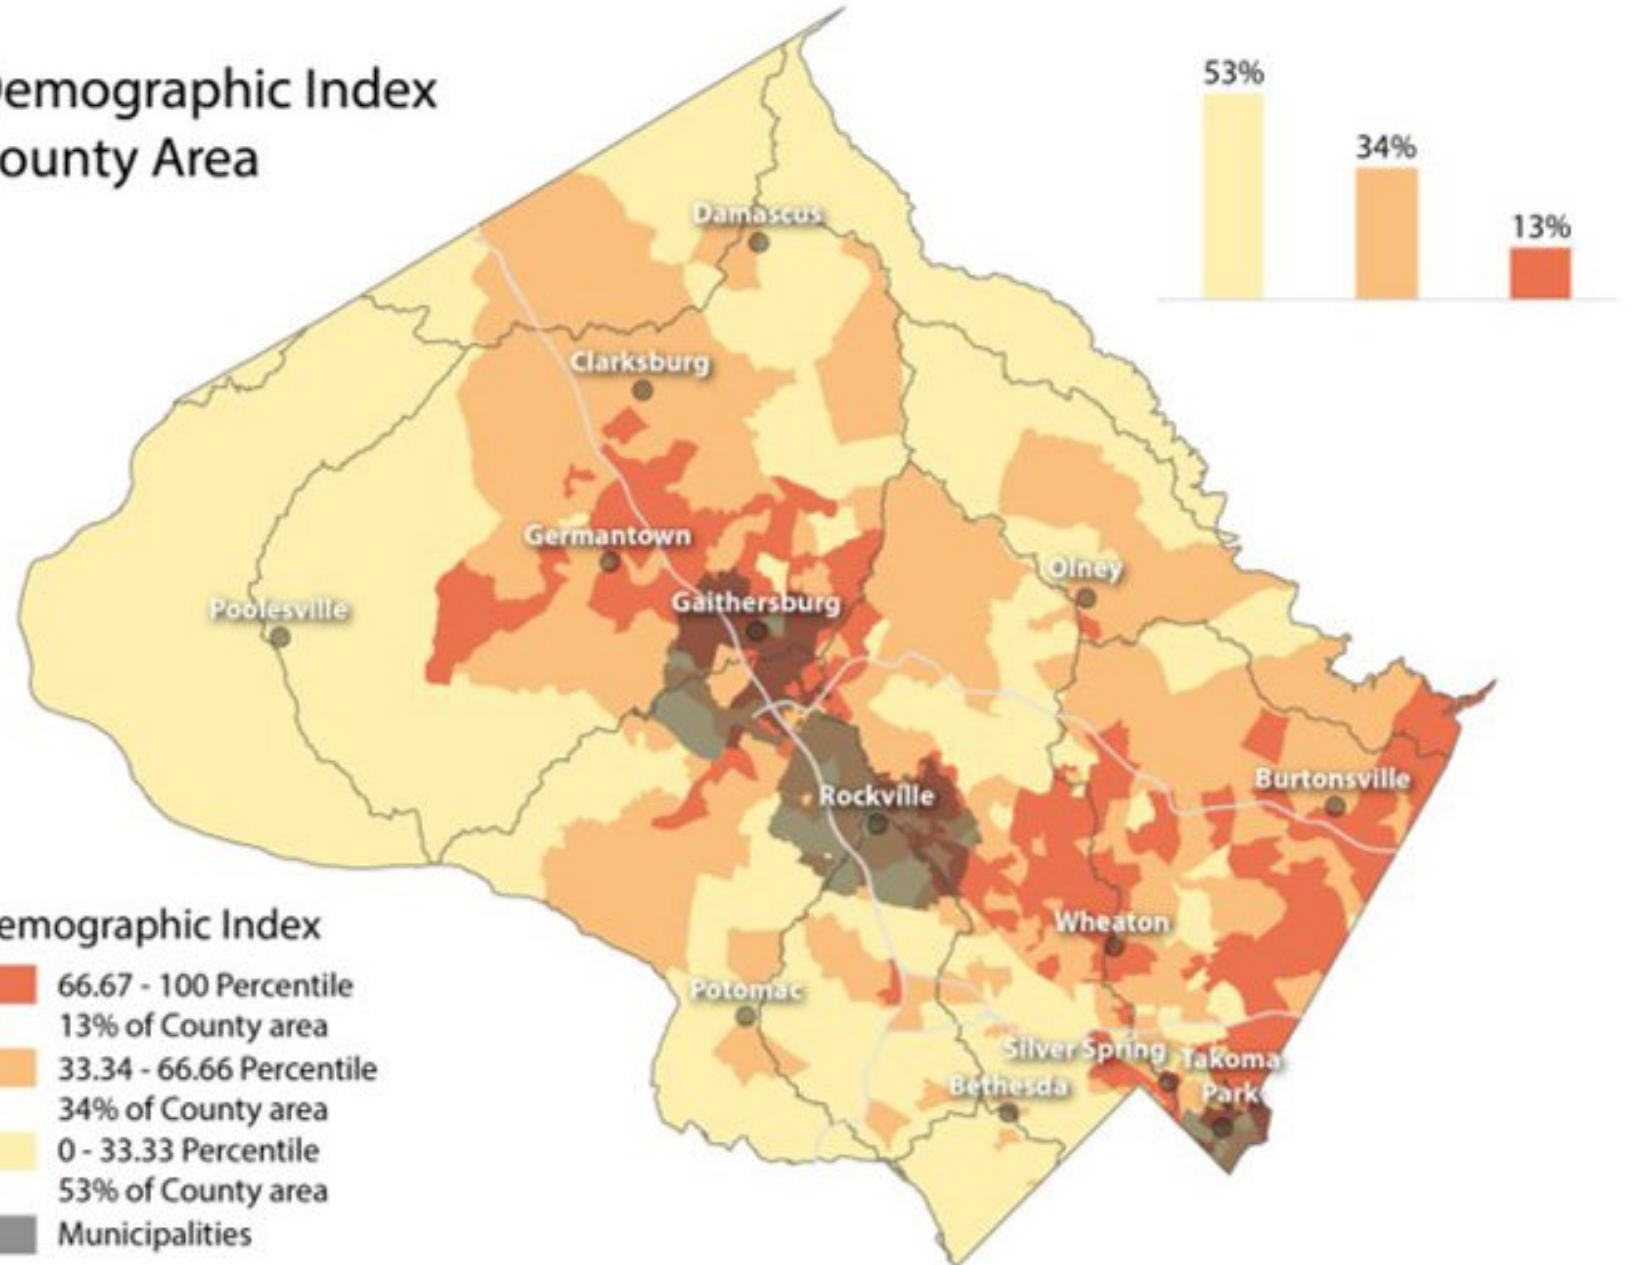 emographic Index
ounty Area
53%
34%
13%
Damascus
Clarksburg
Germantown
Gaithersburg
Poolesville
Olney
Rockville
Burtonsville
Wheaton
Potomac
Silver Spring
Takoma
Park
Bethesda
emographic Index
66.67 - 100 Percentile
13% of County area
33.34 - 66.66 Percentile
34% of County area
0 - 33.33 Percentile
53% of County area
Municipalities